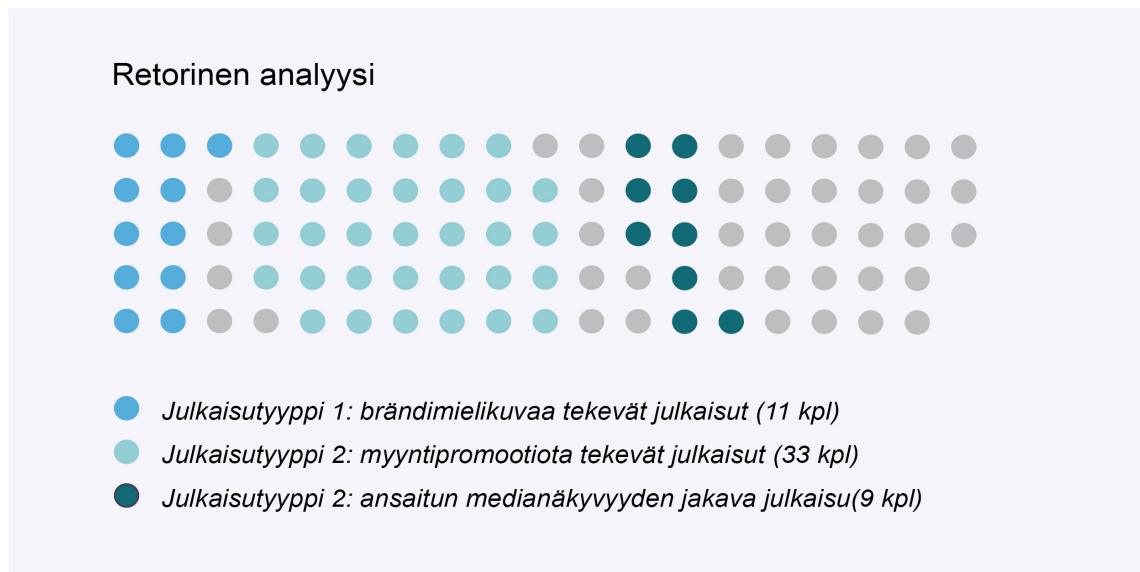 Retorinen analyysi
Julkaisutyyppi 1: brändimielikuvaa tekevät julkaisut (11 kpl)
Julkaisutyyppi 2: myyntipromootiota tekevät julkaisut (33 kpl)
Julkaisutyyppi 2: ansaitun medianäkyvyyden jakava julkaisu(9 kpl)